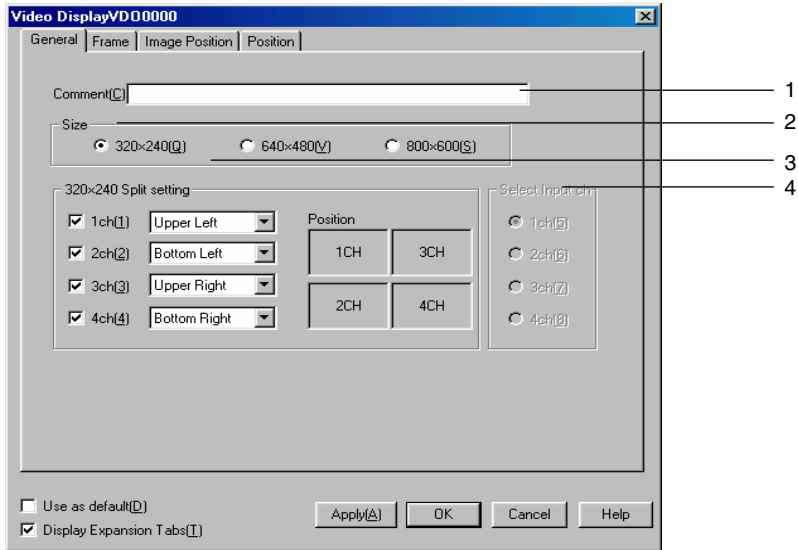 Video DisplayVDO0000
General Frame Image Position Position
Comment[C] 1
Size 2
320×240[Q] 640×480[V] 800×600[S] 3
320×240 Split setting Select Input ch 4
1ch[1] Upper Left Position 1ch[5]
2ch[2] Bottom Left 1CH 3CH 2ch[6]
3ch[3] Upper Right 3ch[7]
4ch[4] Bottom Right 2CH 4CH 4ch[8]
Use as default[D]
Display Expansion Tabs[T]
Apply[A] OK Cancel Help